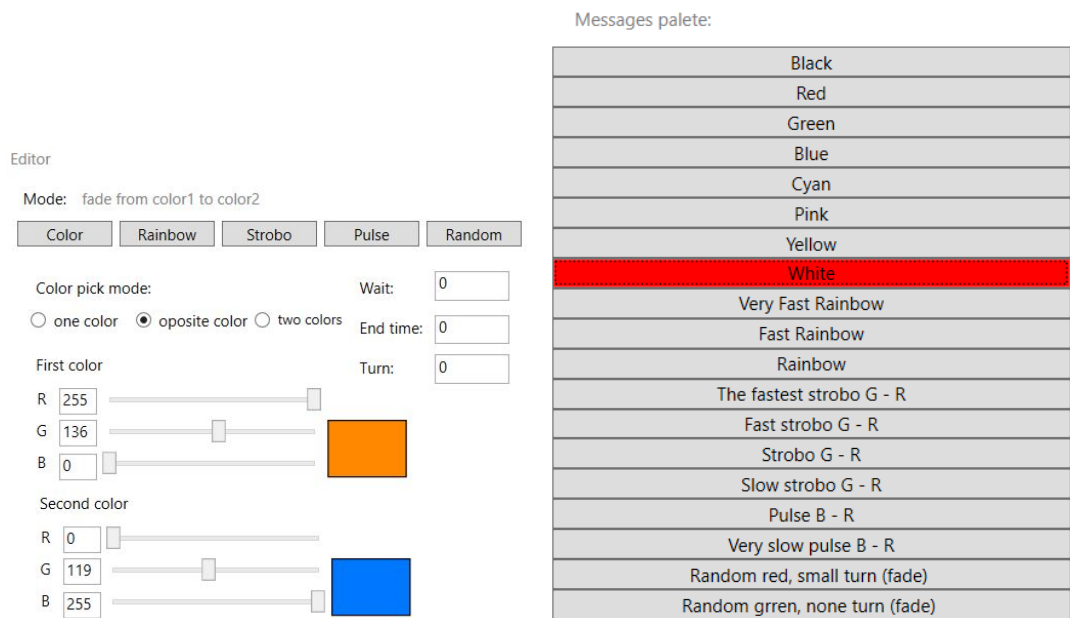 Editor
Mode: fade from color1 to color2
Color Rainbow Strobo Pulse Random
Color pick mode:
one color oposite color two colors
Wait: 0
End time: 0
Turn: 0
First color
R 255
G 136
B 0
Second color
R 0
G 119
B 255
Messages palete:
Black
Red
Green
Blue
Cyan
Pink
Yellow
White
Very Fast Rainbow
Fast Rainbow
Rainbow
The fastest strobo G - R
Fast strobo G - R
Strobo G - R
Slow strobo G - R
Pulse B - R
Very slow pulse B - R
Random red, small turn (fade)
Random grren, none turn (fade)